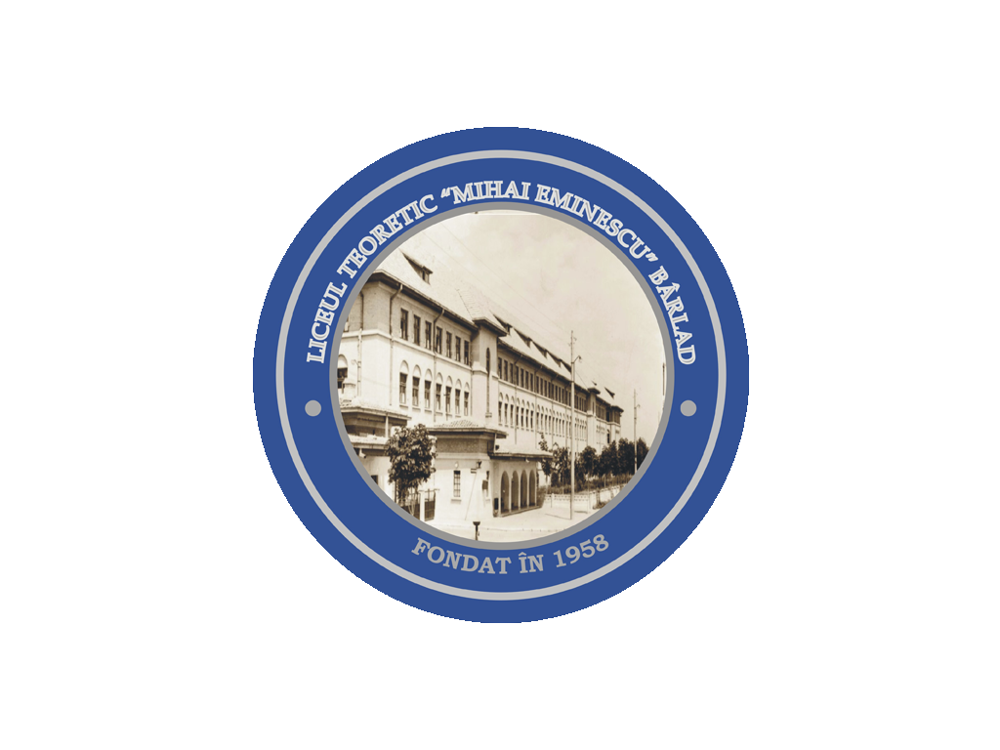 LICEUL TEORETIC “MIHAI EMINESCU” BÂRLAD
FONDAT ÎN 1958